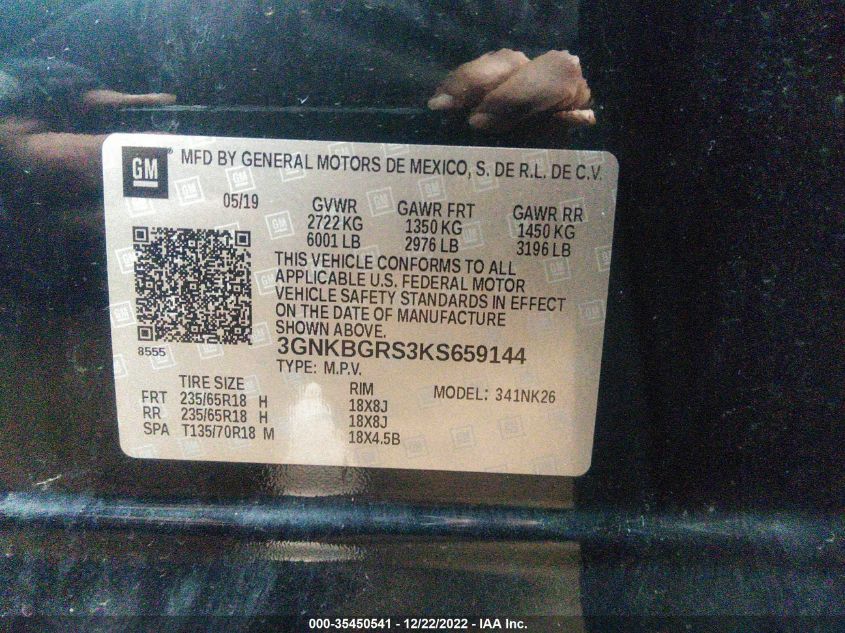 GM ® MFD BY GENERAL MOTORS DE MEXICO, S. DE R.L. DE C.V.
05/19 GVWR GAWR FRT GAWR RR
2722 KG 1350 KG 1450 KG
6001 LB 2976 LB 3196 LB
THIS VEHICLE CONFORMS TO ALL
APPLICABLE U.S. FEDERAL MOTOR
VEHICLE SAFETY STANDARDS IN EFFECT
ON THE DATE OF MANUFACTURE
SHOWN ABOVE.
8555
3GNKBGRS3KS659144
TYPE: M.P.V.
TIRE SIZE RIM MODEL: 341NK26
FRT 235/65R18 H 18X8J
RR 235/65R18 H 18X8J
SPA T135/70R18 M 18X4.5B
000-35450541 - 12/22/2022 - IAA Inc.